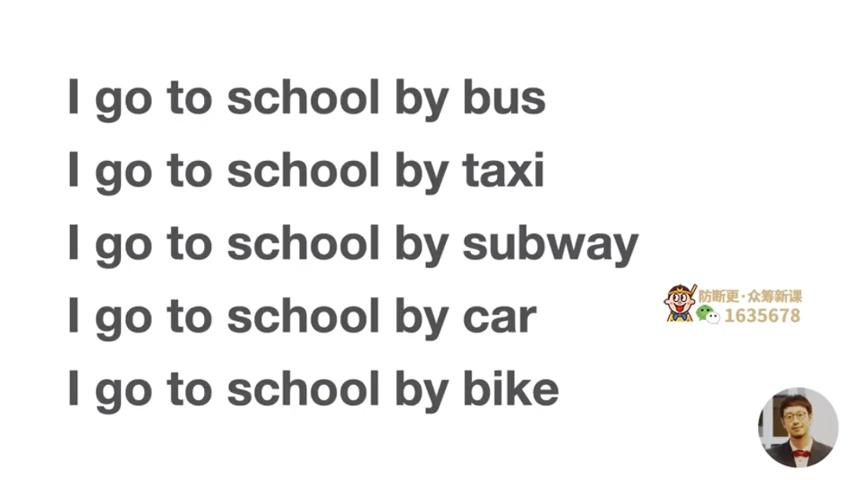 I go to school by bus
I go to school by taxi
I go to school by subway
防断更·众筹新课
1635678
I go to school by car
I go to school by bike